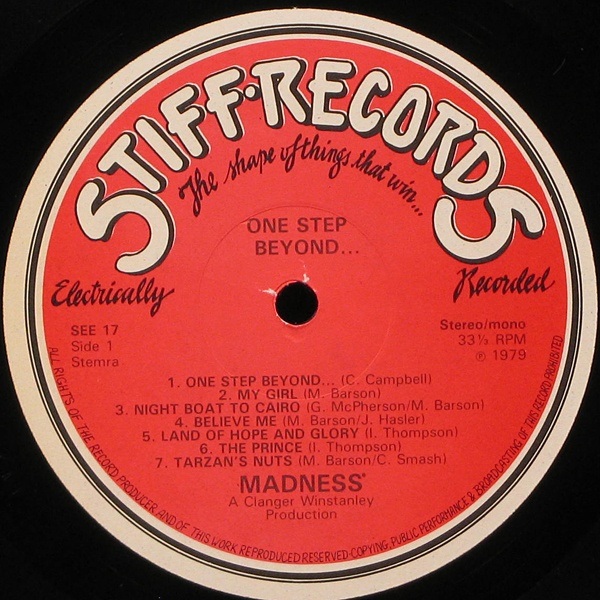 STIFF·RECORDS
The shape of things that win...
ONE STEP
BEYOND...
Electrically
Recorded
SEE 17
Side 1
Stemra
Stereo/mono
33⅓ RPM
℗ 1979
1. ONE STEP BEYOND... (C. Campbell)
2. MY GIRL (M. Barson)
3. NIGHT BOAT TO CAIRO (G. McPherson/M. Barson)
4. BELIEVE ME (M. Barson/J. Hasler)
5. LAND OF HOPE AND GLORY (I. Thompson)
6. THE PRINCE (I. Thompson)
7. TARZAN'S NUTS (M. Barson/C. Smash)
MADNESS
A Clanger Winstanley
Production
ALL RIGHTS OF THE RECORD PRODUCER AND OF THIS WORK REPRODUCED RESERVED-COPYING, PUBLIC PERFORMANCE & BROADCASTING OF THIS RECORD PROHIBITED